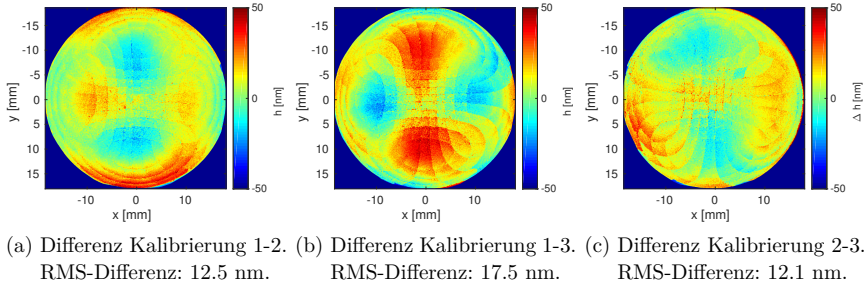 50
0
-50
h [nm]
-15
-10
-5
0
5
10
15
y [mm]
-10
0
10
x [mm]
50
0
-50
h [nm]
-15
-10
-5
0
5
10
15
y [mm]
-10
0
10
x [mm]
50
0
-50
Δ h [nm]
-15
-10
-5
0
5
10
15
y [mm]
-10
0
10
x [mm]
(a) Differenz Kalibrierung 1-2.
RMS-Differenz: 12.5 nm.
(b) Differenz Kalibrierung 1-3.
RMS-Differenz: 17.5 nm.
(c) Differenz Kalibrierung 2-3.
RMS-Differenz: 12.1 nm.